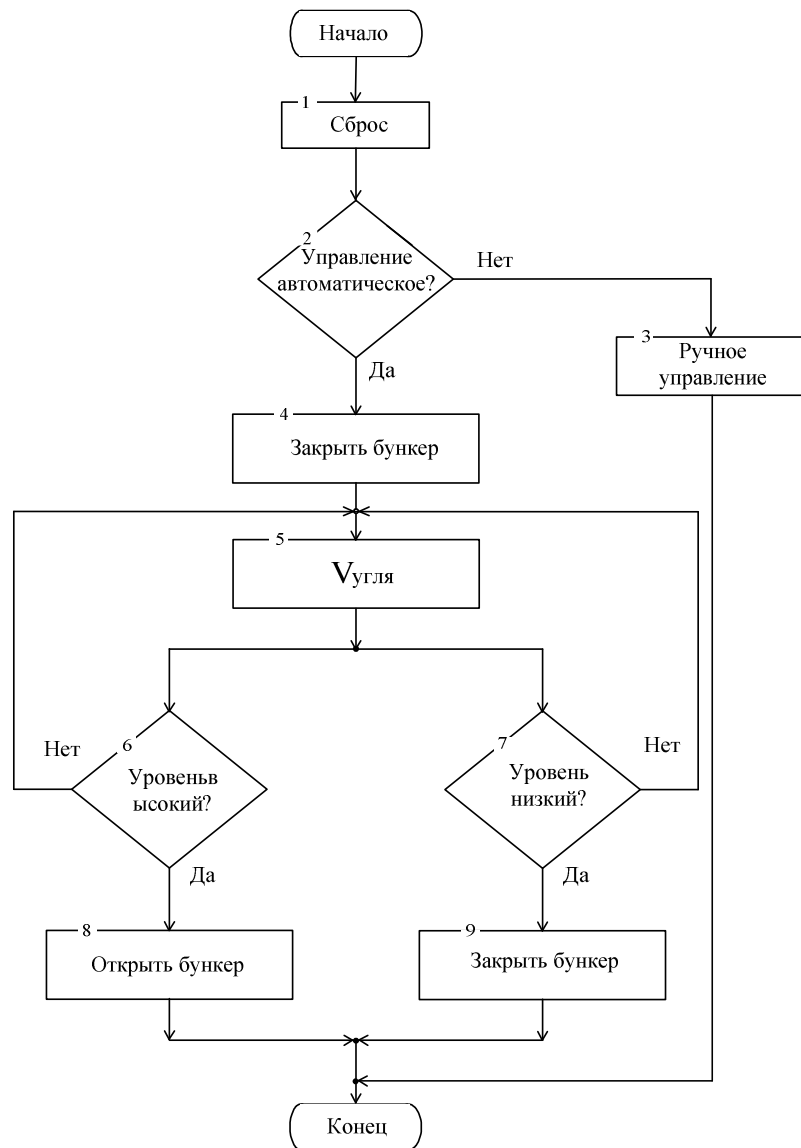 Начало
1
Сброс
2
Управление
автоматическое?
Нет
Да
3
Ручное
управление
4
Закрыть бункер
5
Vугля
6
Уровеньв
ысокий?
Нет
Да
7
Уровень
низкий?
Нет
Да
8
Открыть бункер
9
Закрыть бункер
Конец